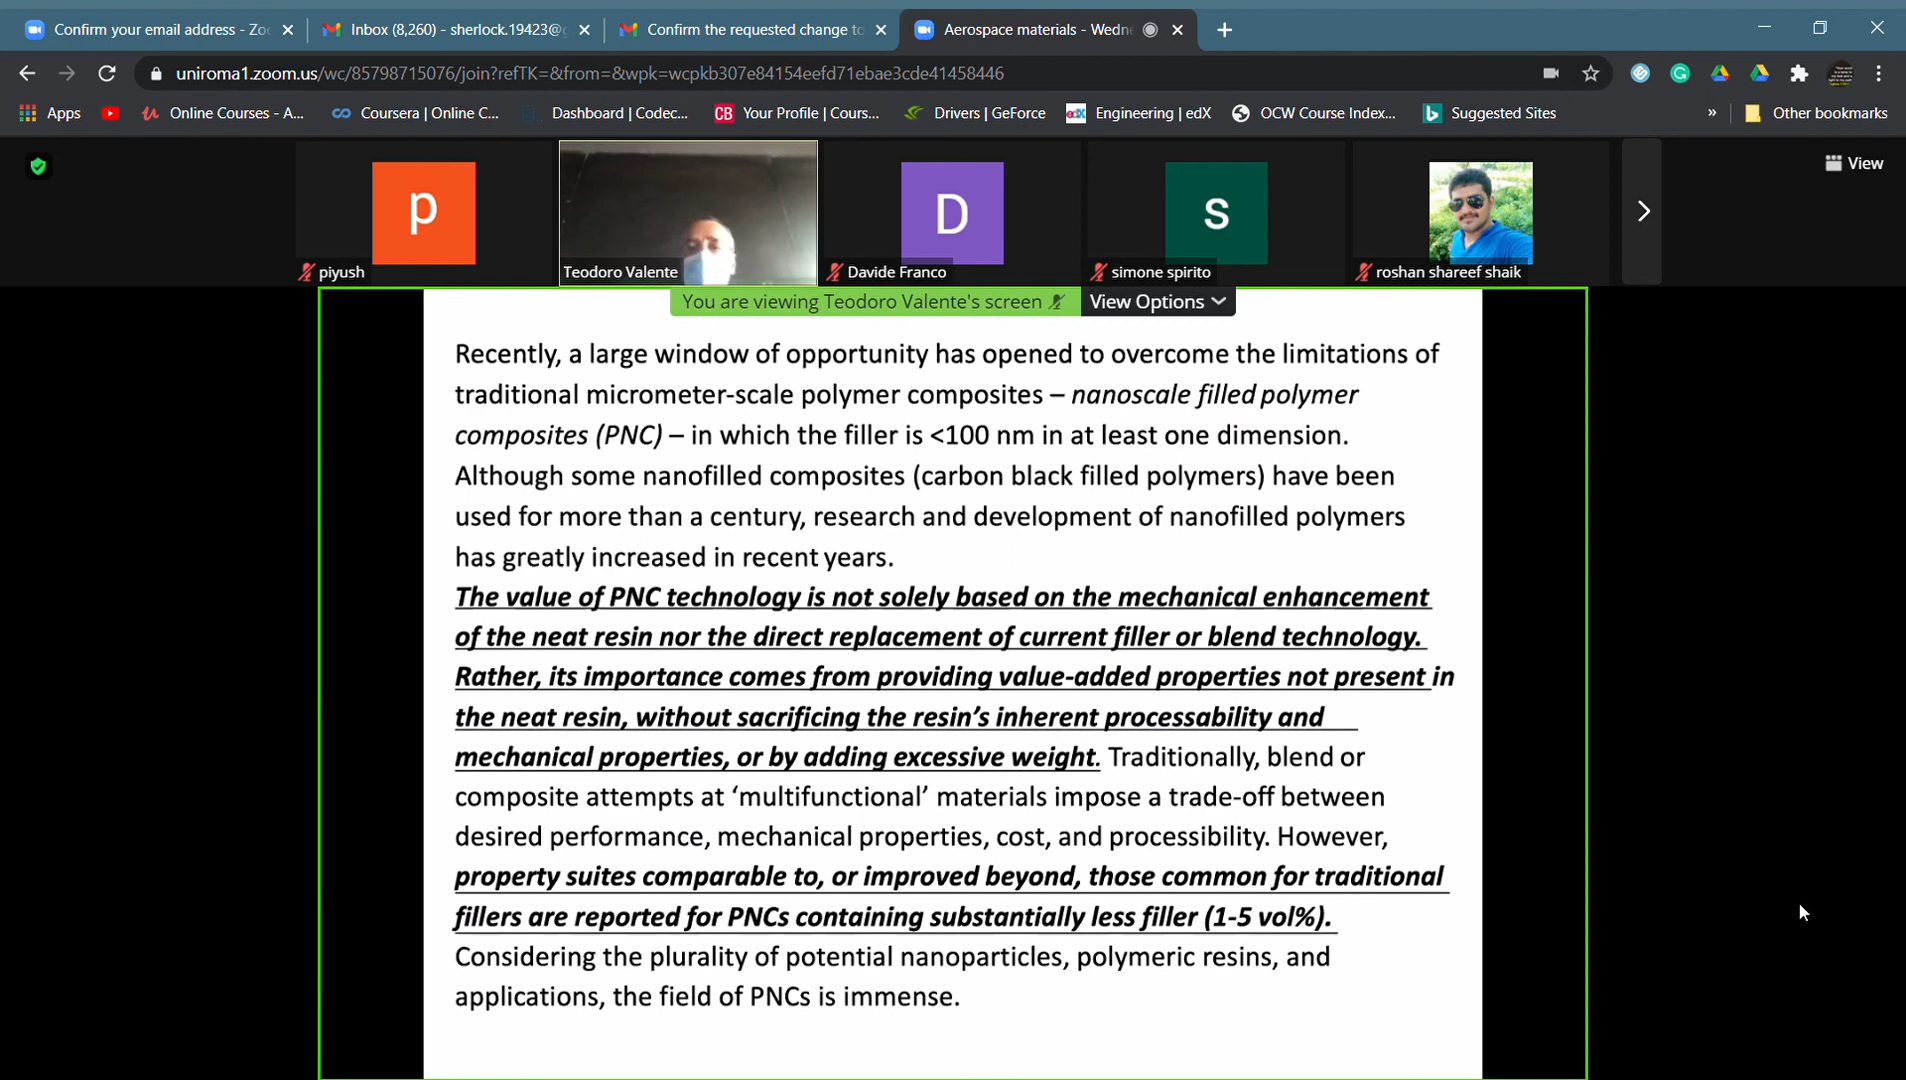 Confirm your email address - Zoo
Inbox (8,260) - sherlock.19423@g
Confirm the requested change to
Aerospace materials - Wedne
uniroma1.zoom.us/wc/85798715076/join?refTK=&from=&wpk=wcpkb307e84154eefd71ebae3cde41458446
Apps
Online Courses - A...
Coursera | Online C...
Dashboard | Codec...
CB Your Profile | Cours...
Drivers | GeForce
edX Engineering | edX
OCW Course Index...
Suggested Sites
»
Other bookmarks
View
p
D
s
piyush
Teodoro Valente
Davide Franco
simone spirito
roshan shareef shaik
You are viewing Teodoro Valente's screen
View Options
Recently, a large window of opportunity has opened to overcome the limitations of
traditional micrometer-scale polymer composites – nanoscale filled polymer
composites (PNC) – in which the filler is <100 nm in at least one dimension.
Although some nanofilled composites (carbon black filled polymers) have been
used for more than a century, research and development of nanofilled polymers
has greatly increased in recent years.
The value of PNC technology is not solely based on the mechanical enhancement
of the neat resin nor the direct replacement of current filler or blend technology.
Rather, its importance comes from providing value-added properties not present in
the neat resin, without sacrificing the resin’s inherent processability and
mechanical properties, or by adding excessive weight. Traditionally, blend or
composite attempts at ‘multifunctional’ materials impose a trade-off between
desired performance, mechanical properties, cost, and processibility. However,
property suites comparable to, or improved beyond, those common for traditional
fillers are reported for PNCs containing substantially less filler (1-5 vol%).
Considering the plurality of potential nanoparticles, polymeric resins, and
applications, the field of PNCs is immense.